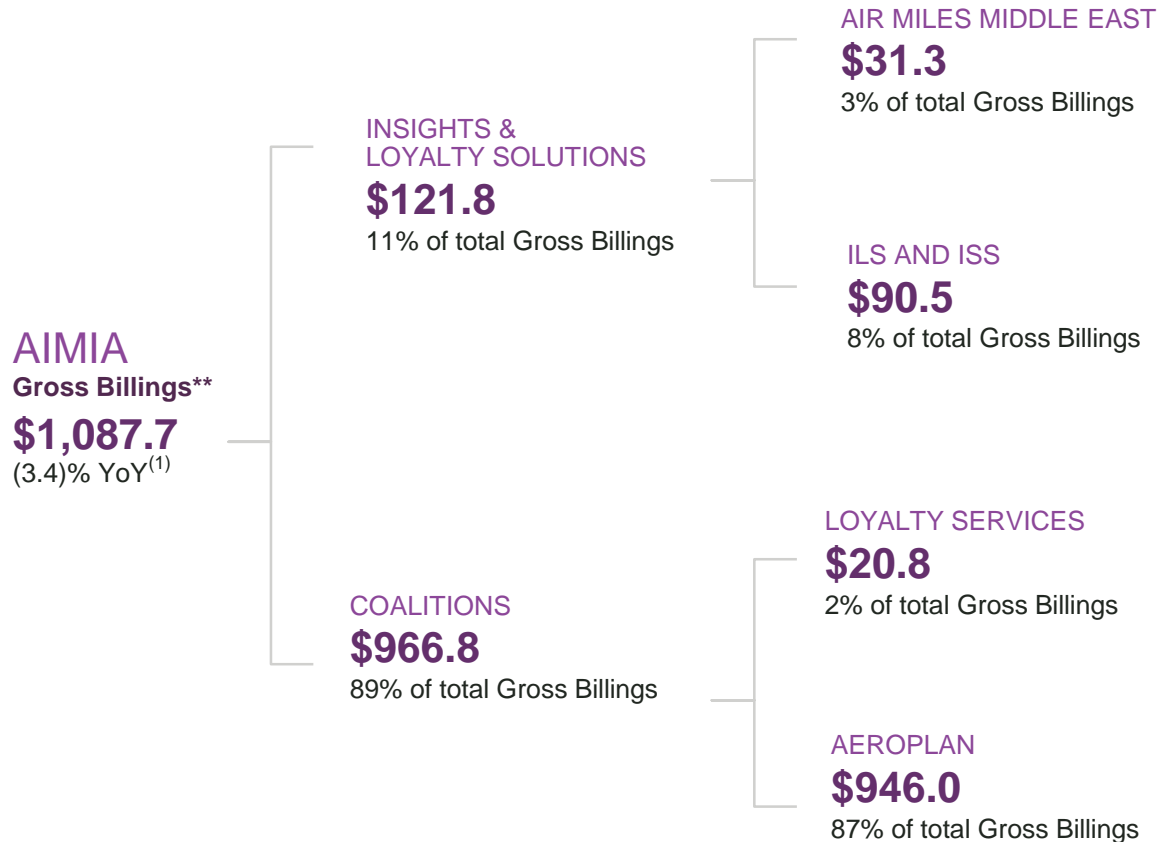 AIMIA
Gross Billings**
$1,087.7
(3.4)% YoY(1)
INSIGHTS &
LOYALTY SOLUTIONS
$121.8
11% of total Gross Billings
AIR MILES MIDDLE EAST
$31.3
3% of total Gross Billings
ILS AND ISS
$90.5
8% of total Gross Billings
COALITIONS
$966.8
89% of total Gross Billings
LOYALTY SERVICES
$20.8
2% of total Gross Billings
AEROPLAN
$946.0
87% of total Gross Billings